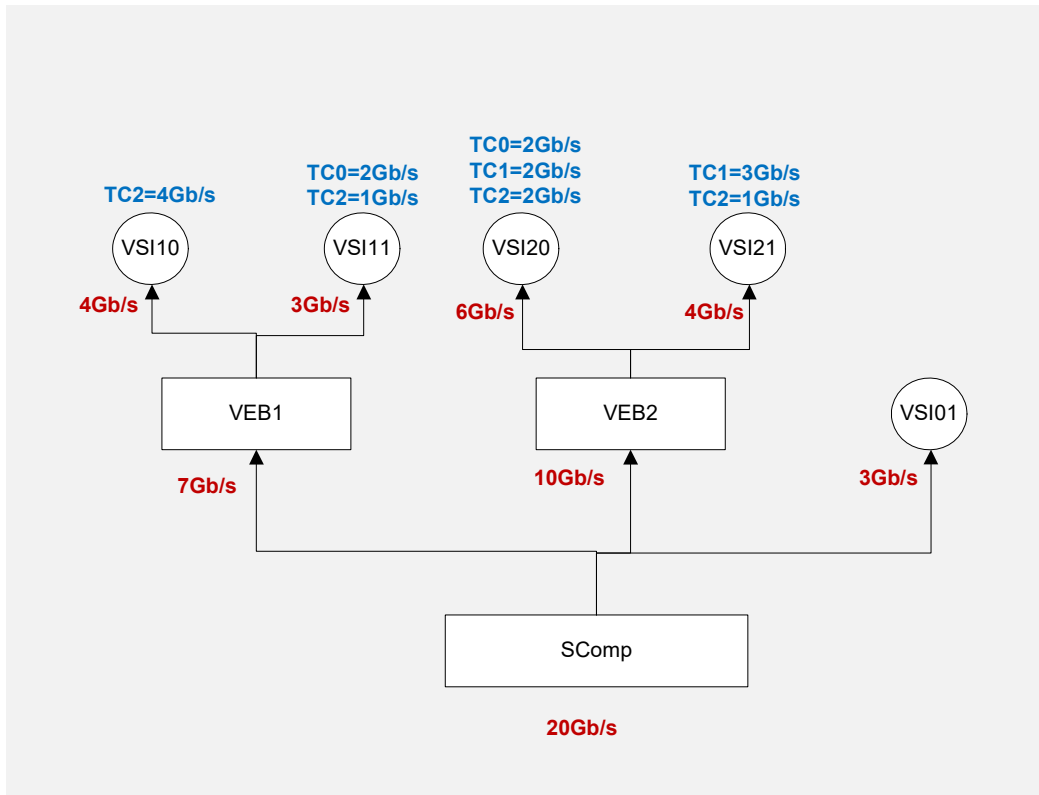 TC2=4Gb/s
TC0=2Gb/s
TC2=1Gb/s
TC0=2Gb/s
TC1=2Gb/s
TC2=2Gb/s
TC1=3Gb/s
TC2=1Gb/s
VSI10
VSI11
VSI20
VSI21
4Gb/s
3Gb/s
6Gb/s
4Gb/s
VEB1
VEB2
VSI01
7Gb/s
10Gb/s
3Gb/s
SComp
20Gb/s